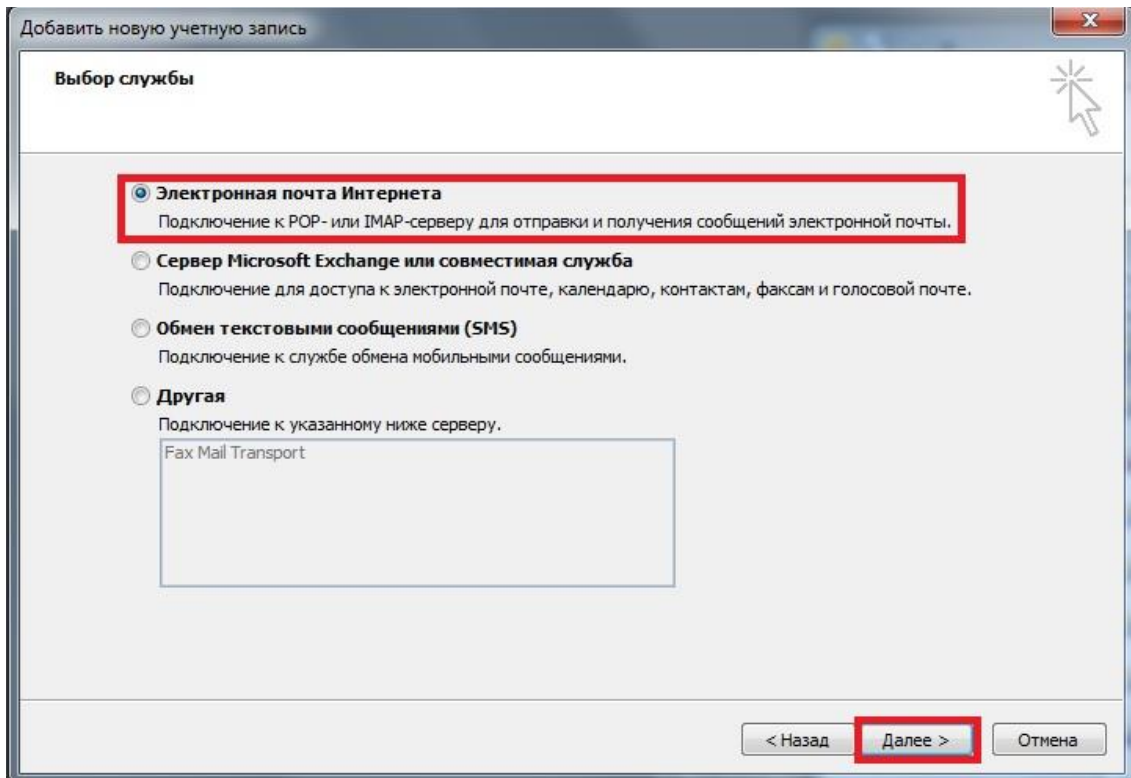 Добавить новую учетную запись
Выбор службы
Электронная почта Интернета
Подключение к POP- или IMAP-серверу для отправки и получения сообщений электронной почты.
Сервер Microsoft Exchange или совместимая служба
Подключение для доступа к электронной почте, календарю, контактам, факсам и голосовой почте.
Обмен текстовыми сообщениями (SMS)
Подключение к службе обмена мобильными сообщениями.
Другая
Подключение к указанному ниже серверу.
Fax Mail Transport
< Назад Далее > Отмена